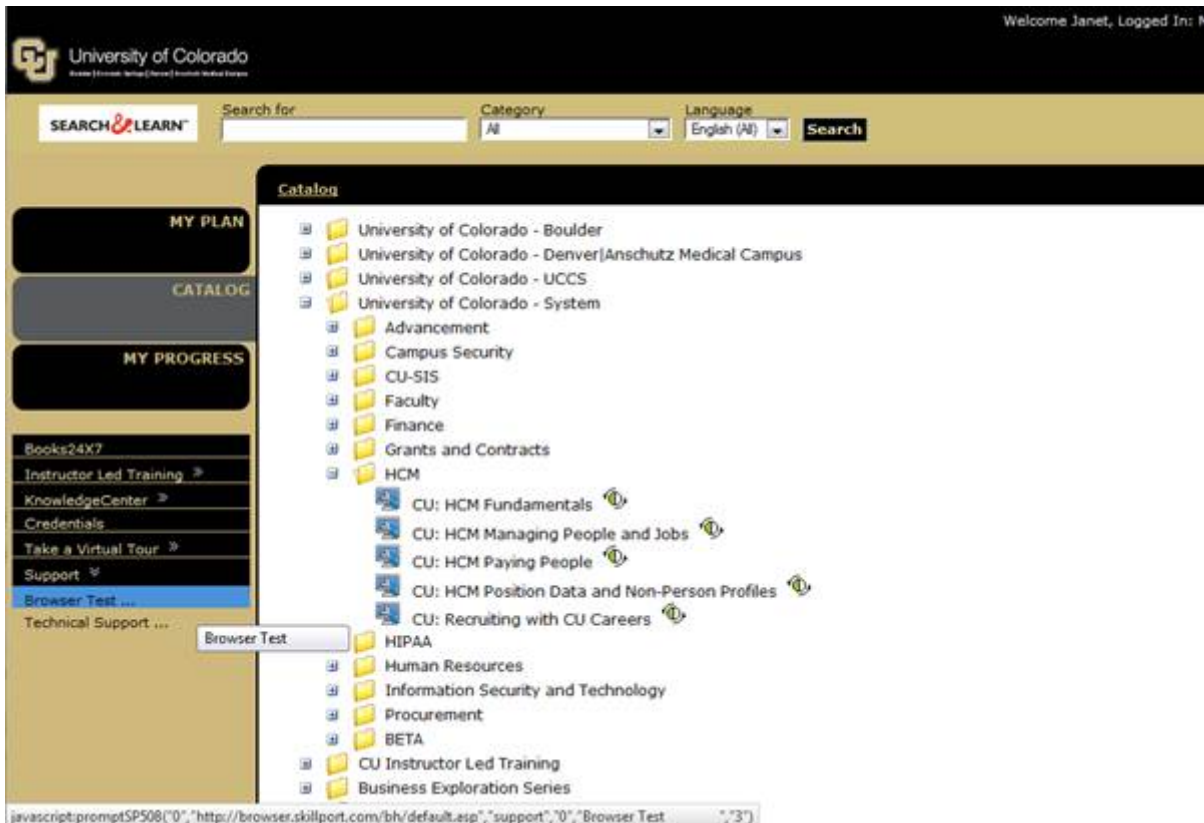 Welcome Janet, Logged In:
University of Colorado
SEARCH & LEARN™
Search for
Category
Language
All
English (All)
Search
Catalog
MY PLAN
CATALOG
MY PROGRESS
Books24X7
Instructor Led Training »
KnowledgeCenter »
Credentials
Take a Virtual Tour »
Support
Browser Test ...
Technical Support ...
Browser Test
University of Colorado - Boulder
University of Colorado - Denver|Anschutz Medical Campus
University of Colorado - UCCS
University of Colorado - System
Advancement
Campus Security
CU-SIS
Faculty
Finance
Grants and Contracts
HCM
CU: HCM Fundamentals
CU: HCM Managing People and Jobs
CU: HCM Paying People
CU: HCM Position Data and Non-Person Profiles
CU: Recruiting with CU Careers
HIPAA
Human Resources
Information Security and Technology
Procurement
BETA
CU Instructor Led Training
Business Exploration Series
javascript:promptSP508("0","http://browser.skillport.com/bh/default.asp","support","0","Browser Test ","3")